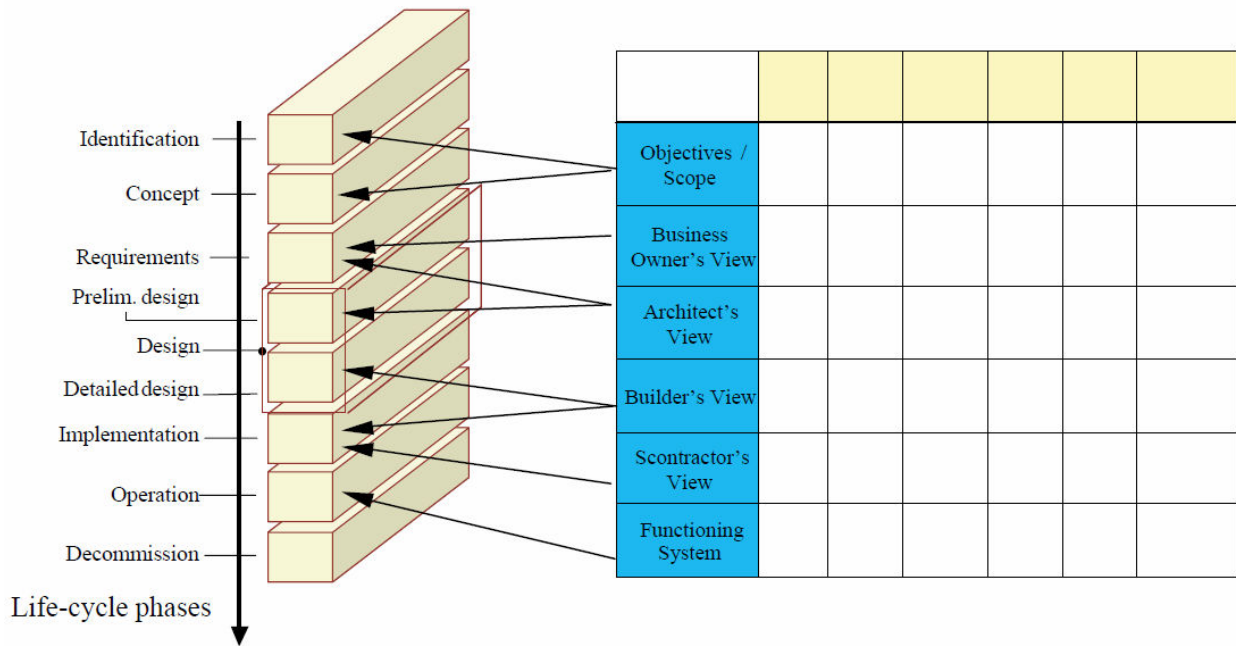 Identification
Concept
Requirements
Prelim. design
Design
Detailed design
Implementation
Operation
Decommission
Life-cycle phases
Objectives /
Scope
Business
Owner's View
Architect's
View
Builder's View
Scontractor's
View
Functioning
System